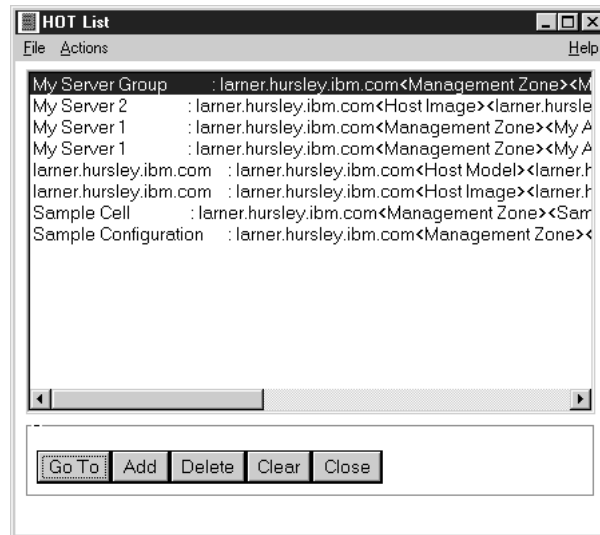 HOT List
File Actions Help
My Server Group : larner.hursley.ibm.com<Management Zone><M
My Server 2 : larner.hursley.ibm.com<Host Image><larner.hursle
My Server 1 : larner.hursley.ibm.com<Management Zone><My A
My Server 1 : larner.hursley.ibm.com<Management Zone><My A
larner.hursley.ibm.com : larner.hursley.ibm.com<Host Model><larner.h
larner.hursley.ibm.com : larner.hursley.ibm.com<Host Image><larner.h
Sample Cell : larner.hursley.ibm.com<Management Zone><Sam
Sample Configuration : larner.hursley.ibm.com<Management Zone><
Go To Add Delete Clear Close